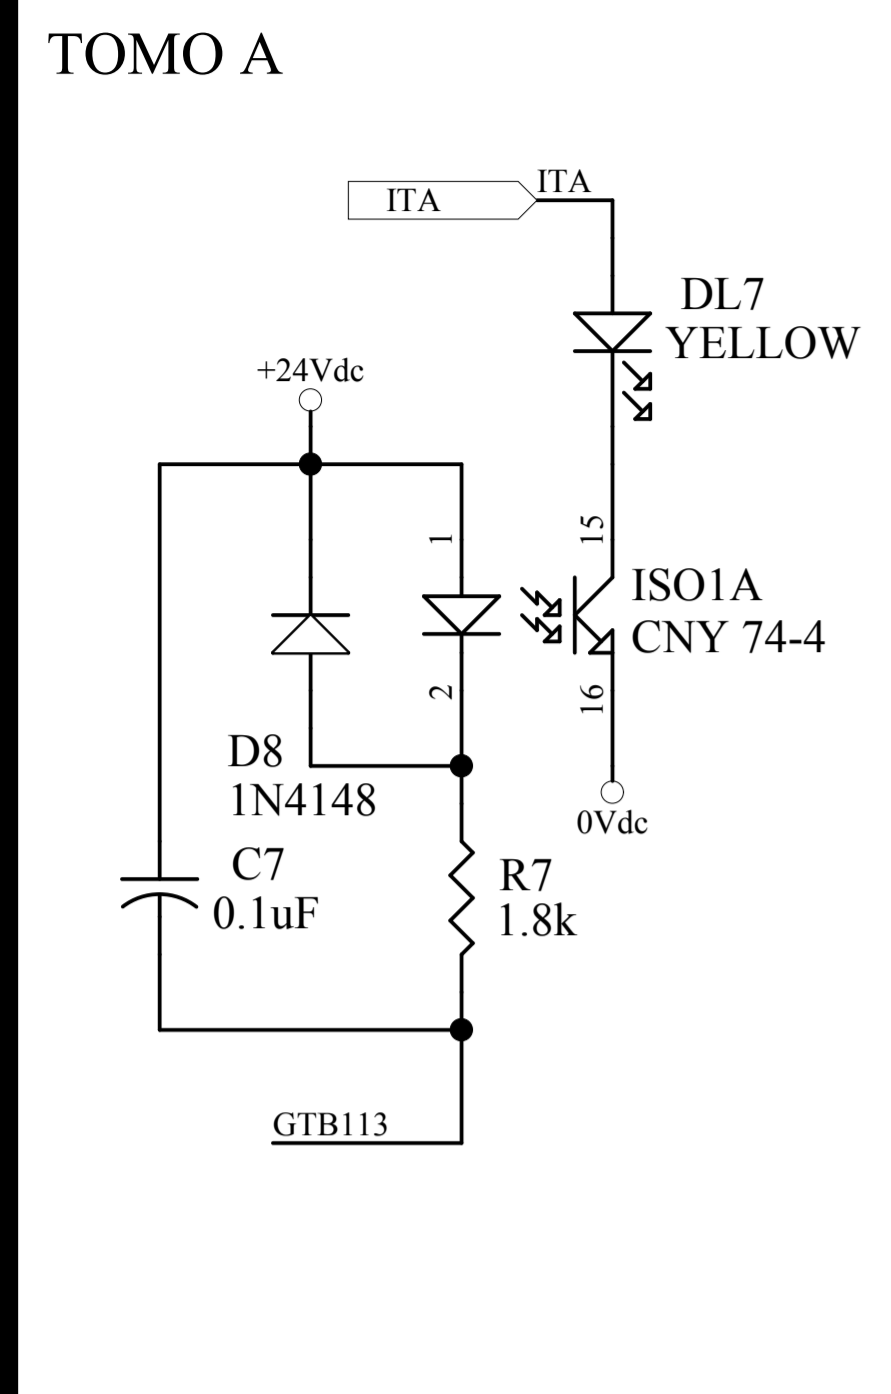 TOMO A
ITA
ITA
DL7
YELLOW
+24Vdc
1
15
ISO1A
CNY 74-4
2
16
D8
1N4148
0Vdc
C7
0.1uF
R7
1.8k
GTB113